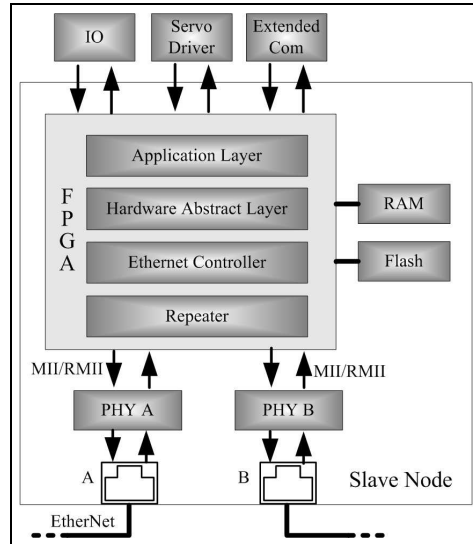 IO
Servo
Driver
Extended
Com
FPGA
Application Layer
Hardware Abstract Layer
Ethernet Controller
Repeater
RAM
Flash
MII/RMII
MII/RMII
PHY A
PHY B
A
B
Slave Node
EtherNet